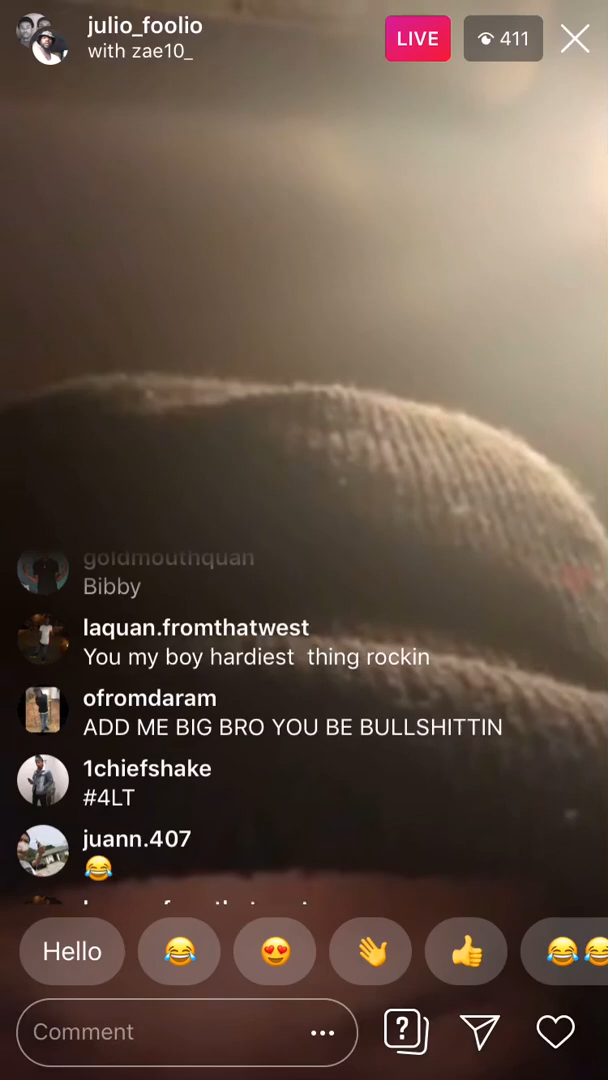 julio_foolio
with zae10_
LIVE
411
goldmouthquan
Bibby
laquan.fromthatwest
You my boy hardiest thing rockin
ofromdaram
ADD ME BIG BRO YOU BE BULLSHITTIN
1chiefshake
#4LT
juann.407
😂
Hello 😂 😍 👋 👍 😂😂
Comment